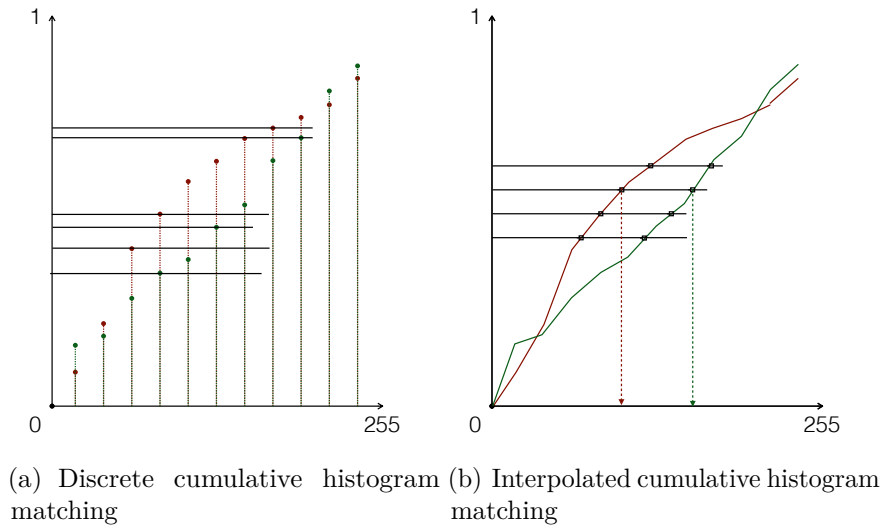 1
0
255
1
0
255
(a) Discrete cumulative histogram
matching
(b) Interpolated cumulative histogram
matching